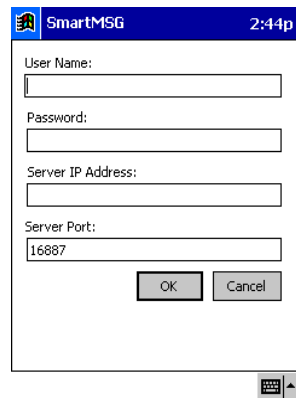 SmartMSG 2:44p
User Name:
Password:
Server IP Address:
Server Port:
16887
OK Cancel